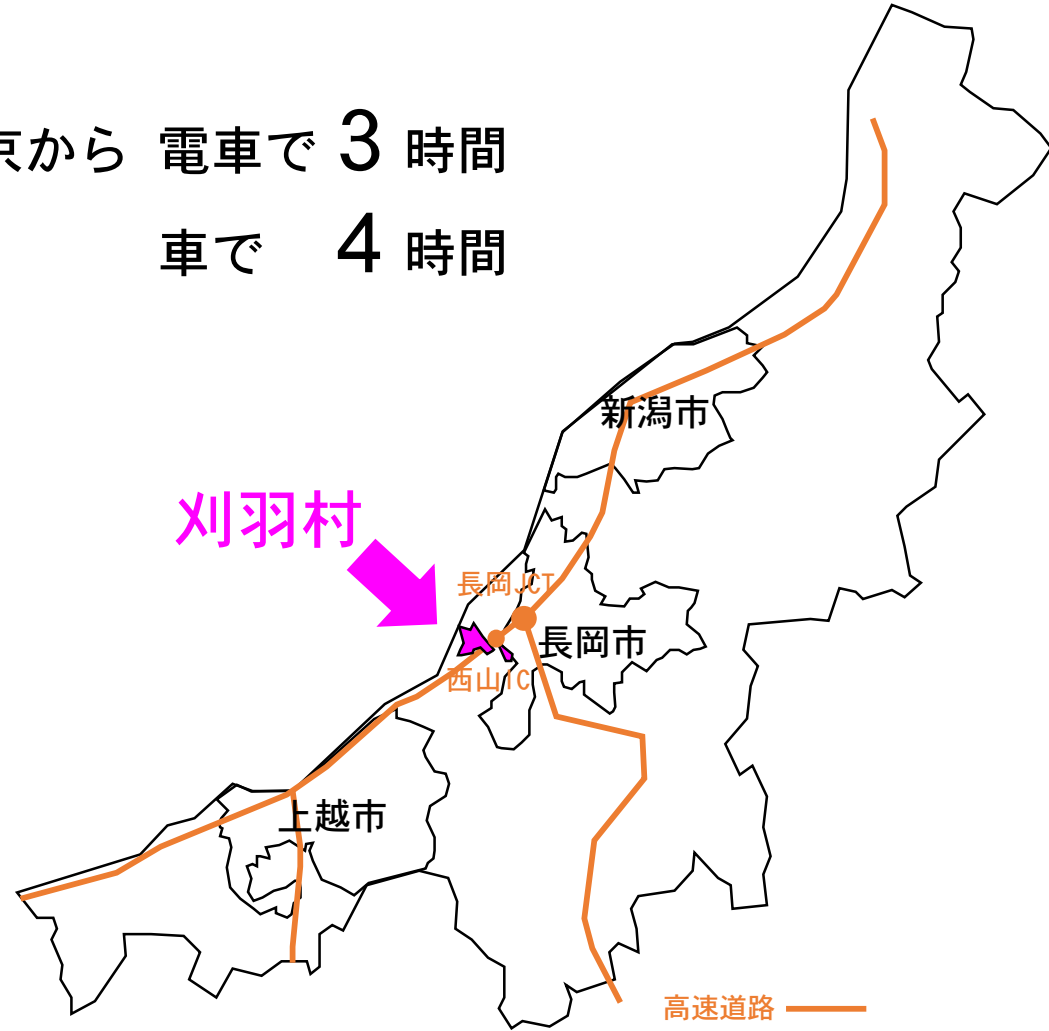 京から 電車で 3 時間
車で 4 時間
新潟市
刈羽村
長岡JCT
長岡市
西山IC
上越市
高速道路